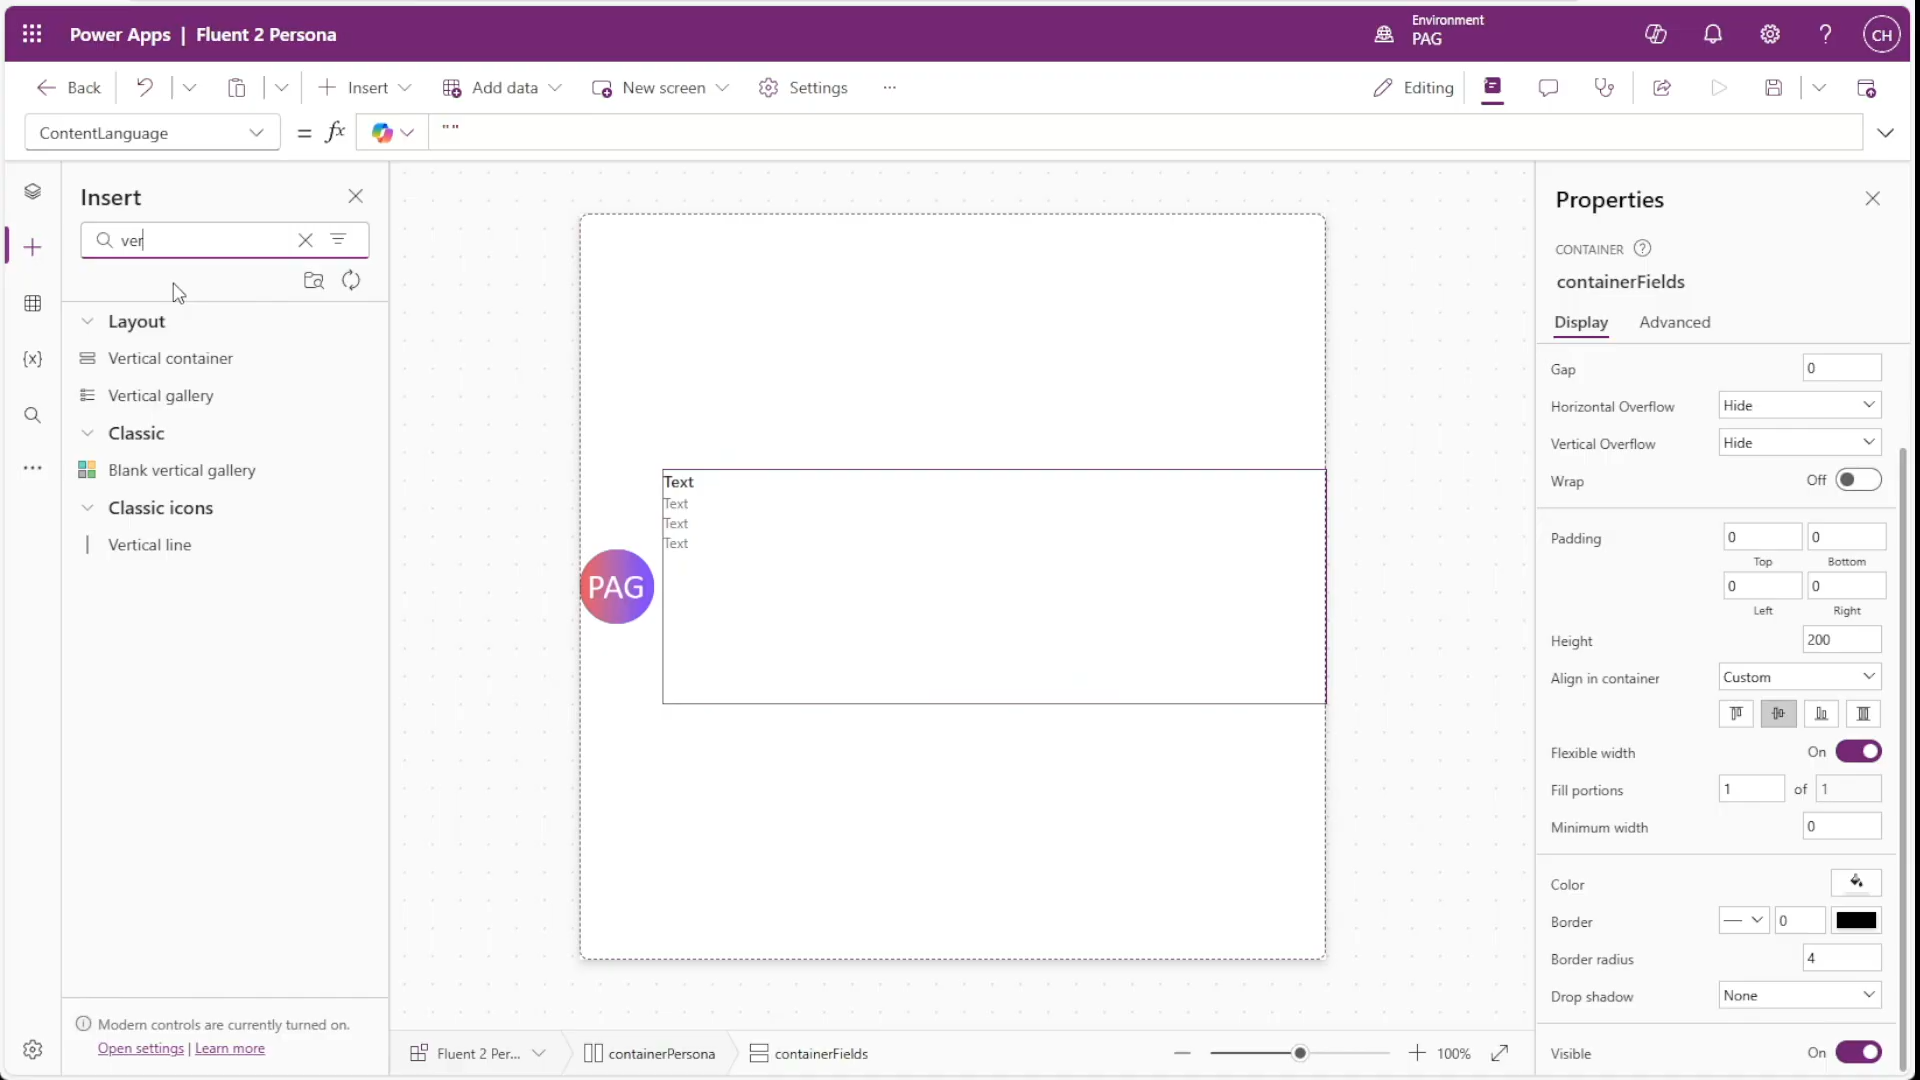 Power Apps | Fluent 2 Persona
Environment
PAG
CH
Back
Insert
Add data
New screen
Settings
...
Editing
ContentLanguage
= fx
""
Insert
ver
Layout
Vertical container
Vertical gallery
Classic
Blank vertical gallery
Classic icons
Vertical line
Modern controls are currently turned on.
Open settings | Learn more
Text
Text
Text
Text
PAG
Fluent 2 Per...
containerPersona
containerFields
100%
Properties
CONTAINER
containerFields
Display
Advanced
Gap
0
Horizontal Overflow
Hide
Vertical Overflow
Hide
Wrap
Off
Padding
0
0
Top
Bottom
0
0
Left
Right
Height
200
Align in container
Custom
Flexible width
On
Fill portions
1
of
1
Minimum width
0
Color
Border
0
Border radius
4
Drop shadow
None
Visible
On